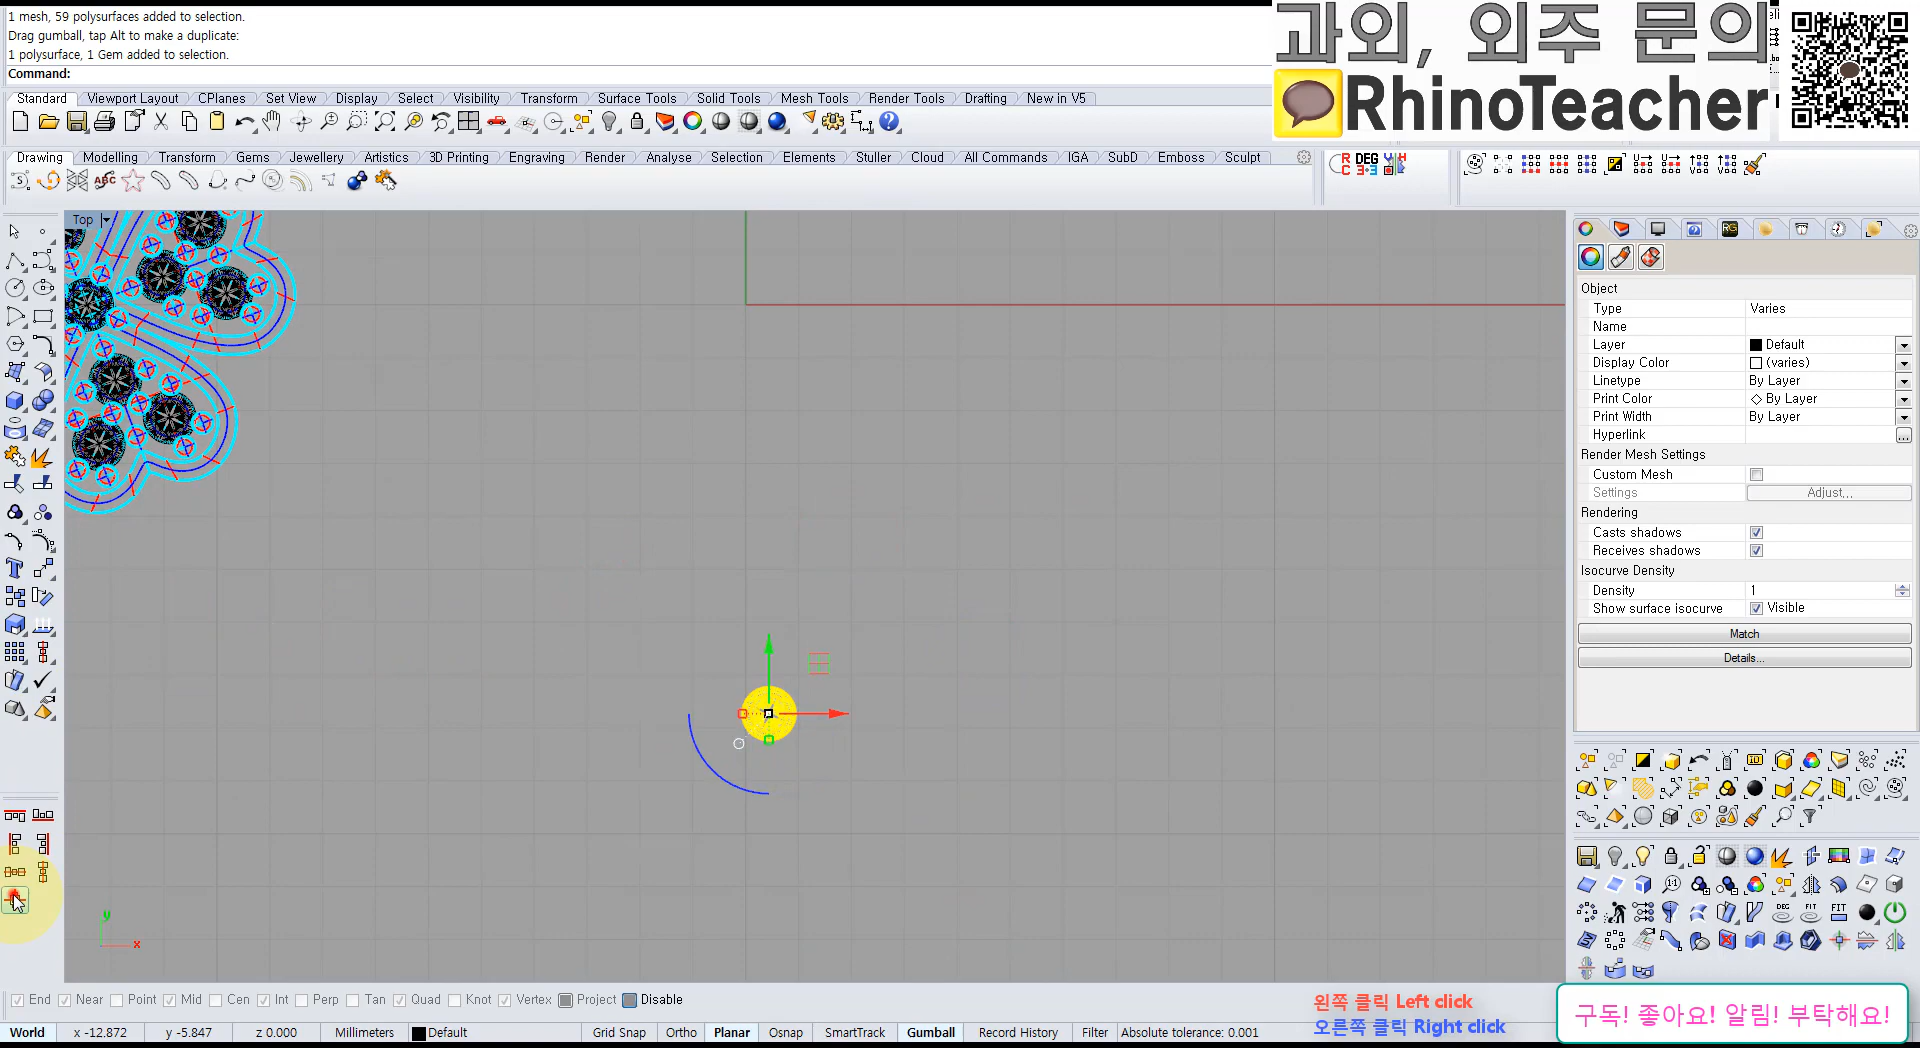 1 mesh, 59 polysurfaces added to selection.
Drag gumball, tap Alt to make a duplicate:
1 polysurface, 1 Gem added to selection.
Command:
과외, 외주 문의
RhinoTeacher
Standard Viewport Layout CPlanes Set View Display Select Visibility Transform Surface Tools Solid Tools Mesh Tools Render Tools Drafting New in V5
Drawing Modelling Transform Gems Jewellery Artistics 3D Printing Engraving Render Analyse Selection Elements Stuller Cloud All Commands IGA SubD Emboss Sculpt
Top
Object
Type Varies
Name
Layer Default
Display Color (varies)
Linetype By Layer
Print Color By Layer
Print Width By Layer
Hyperlink ...
Render Mesh Settings
Custom Mesh
Settings Adjust...
Rendering
Casts shadows
Receives shadows
Isocurve Density
Density 1
Show surface isocurve Visible
Match
Details...
y
x
End Near Point Mid Cen Int Perp Tan Quad Knot Vertex Project Disable
왼쪽 클릭 Left click
오른쪽 클릭 Right click
구독! 좋아요! 알림! 부탁해요!
World x -12.872 y -5.847 z 0.000 Millimeters Default Grid Snap Ortho Planar Osnap SmartTrack Gumball Record History Filter Absolute tolerance: 0.001